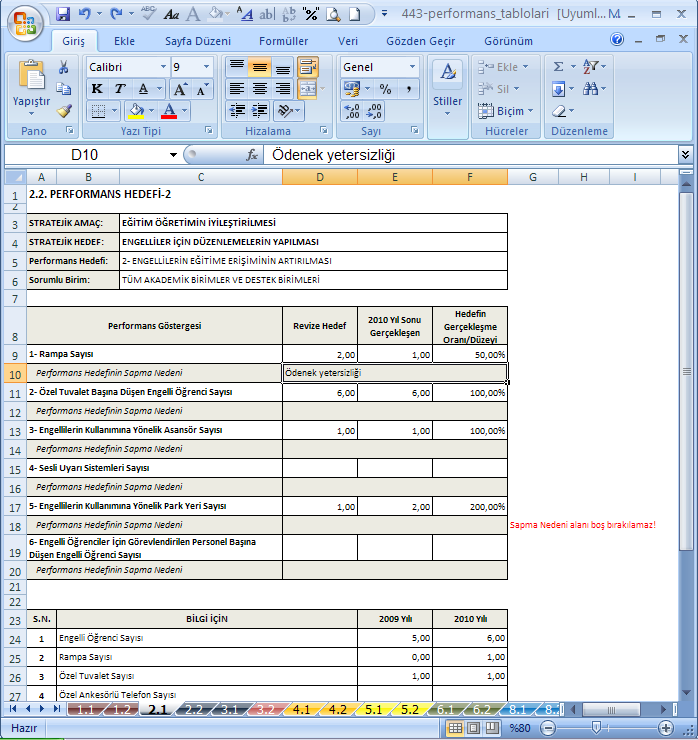 443-performans_tablolari [Uyuml... M
Giriş Ekle Sayfa Düzeni Formüller Veri Gözden Geçir Görünüm
Yapıştır
Pano
Calibri 9
K T A A A
Yazı Tipi
Hizalama
Genel
% ,
Sayı
Stiller
Ekle
Sil
Biçim
Hücreler
Düzenleme
D10 fx Ödenek yetersizliği
A B C D E F G H I
1 2.2. PERFORMANS HEDEFİ-2
2
3 STRATEJİK AMAÇ: EĞİTİM ÖĞRETİMİN İYİLEŞTİRİLMESİ
4 STRATEJİK HEDEF: ENGELLİLER İÇİN DÜZENLEMELERİN YAPILMASI
5 Performans Hedefi: 2- ENGELLİLERİN EĞİTİME ERİŞİMİNİN ARTIRILMASI
6 Sorumlu Birim: TÜM AKADEMİK BİRİMLER VE DESTEK BİRİMLERİ
7
8 Performans Göstergesi Revize Hedef 2010 Yıl Sonu Gerçekleşen Hedefin Gerçekleşme Oranı/Düzeyi
9 1- Rampa Sayısı 2,00 1,00 50,00%
10 Performans Hedefinin Sapma Nedeni Ödenek yetersizliği
11 2- Özel Tuvalet Başına Düşen Engelli Öğrenci Sayısı 6,00 6,00 100,00%
12 Performans Hedefinin Sapma Nedeni
13 3- Engellilerin Kullanımına Yönelik Asansör Sayısı 1,00 1,00 100,00%
14 Performans Hedefinin Sapma Nedeni
15 4- Sesli Uyarı Sistemleri Sayısı
16 Performans Hedefinin Sapma Nedeni
17 5- Engellilerin Kullanımına Yönelik Park Yeri Sayısı 1,00 2,00 200,00%
18 Performans Hedefinin Sapma Nedeni Sapma Nedeni alanı boş bırakılamaz!
19 6- Engelli Öğrenciler İçin Görevlendirilen Personel Başına
Düşen Engelli Öğrenci Sayısı
20 Performans Hedefinin Sapma Nedeni
21
22
23 S.N. BİLGİ İÇİN 2009 Yılı 2010 Yılı
24 1 Engelli Öğrenci Sayısı 5,00 6,00
25 2 Rampa Sayısı 0,00 1,00
26 3 Özel Tuvalet Sayısı 1,00 1,00
27 4 Özel Ankesörlü Telefon Sayısı
1.1 1.2 2.1 2.2 3.1 3.2 4.1 4.2 5.1 5.2 6.1 6.2 8.1 8.
Hazır %80